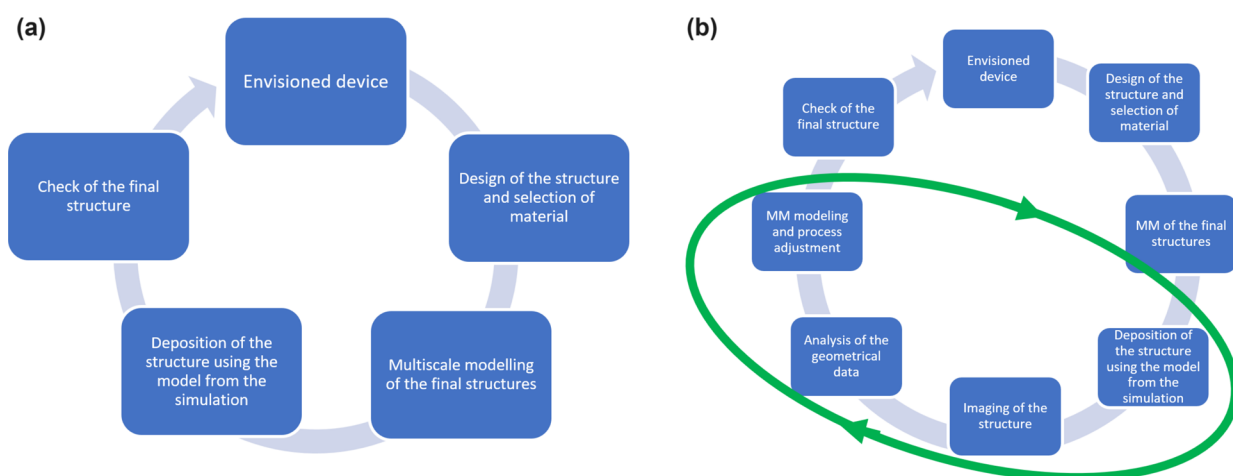 (a)
Envisioned device
Design of the structure
and selection of
material
Multiscale modelling
of the final structures
Deposition of the
structure using the
model from the
simulation
Check of the final
structure
(b)
Envisioned
device
Design of the
structure and
selection of
material
MM of the final
structures
Deposition of
the structure
using the model
from the
simulation
Imaging of the
structure
Analysis of the
geometrical
data
MM modeling
and process
adjustment
Check of the
final structure